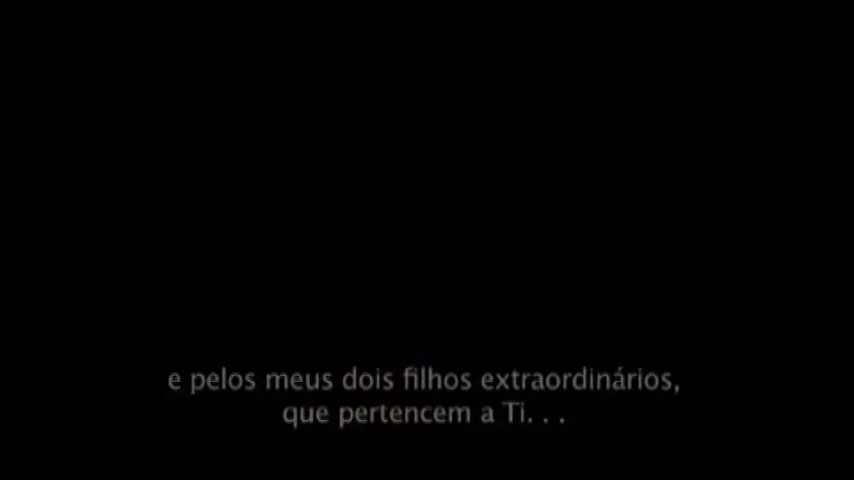 e pelos meus dois filhos extraordinários,
que pertencem a Ti. . .